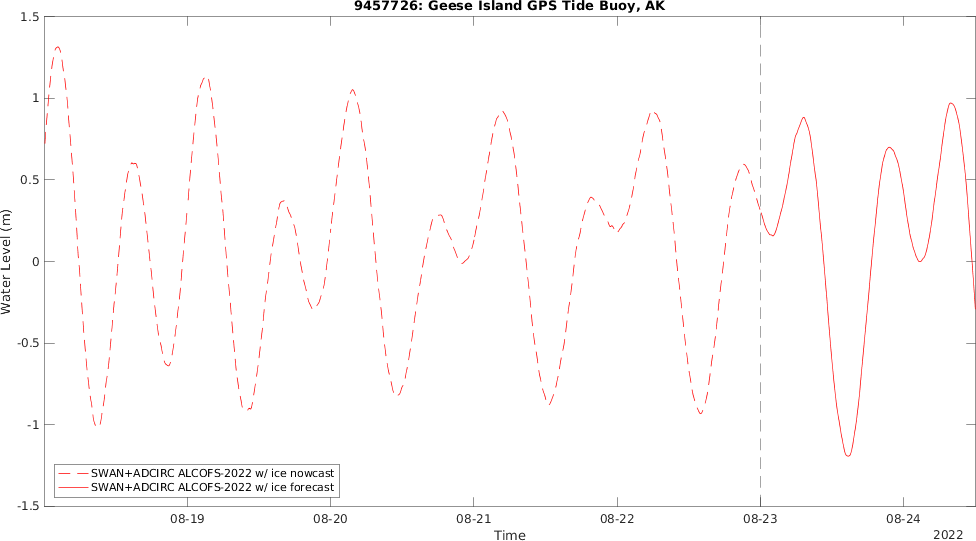 9457726: Geese Island GPS Tide Buoy, AK
1.5
1
0.5
0
-0.5
-1
-1.5
Water Level (m)
SWAN+ADCIRC ALCOFS-2022 w/ ice nowcast
SWAN+ADCIRC ALCOFS-2022 w/ ice forecast
08-19 08-20 08-21 08-22 08-23 08-24
Time
2022